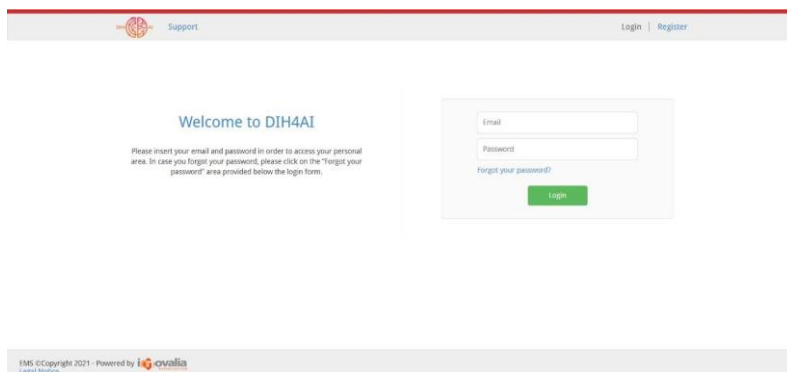 Support
Login | Register
Welcome to DIH4AI
Please insert your email and password in order to access your personal
area. In case you forgot your password, please click on the "Forgot your
password" area provided below the login form.
Email
Password
Forgot your password?
Login
EMS ©Copyright 2021 - Powered by innovalia
Legal Notice